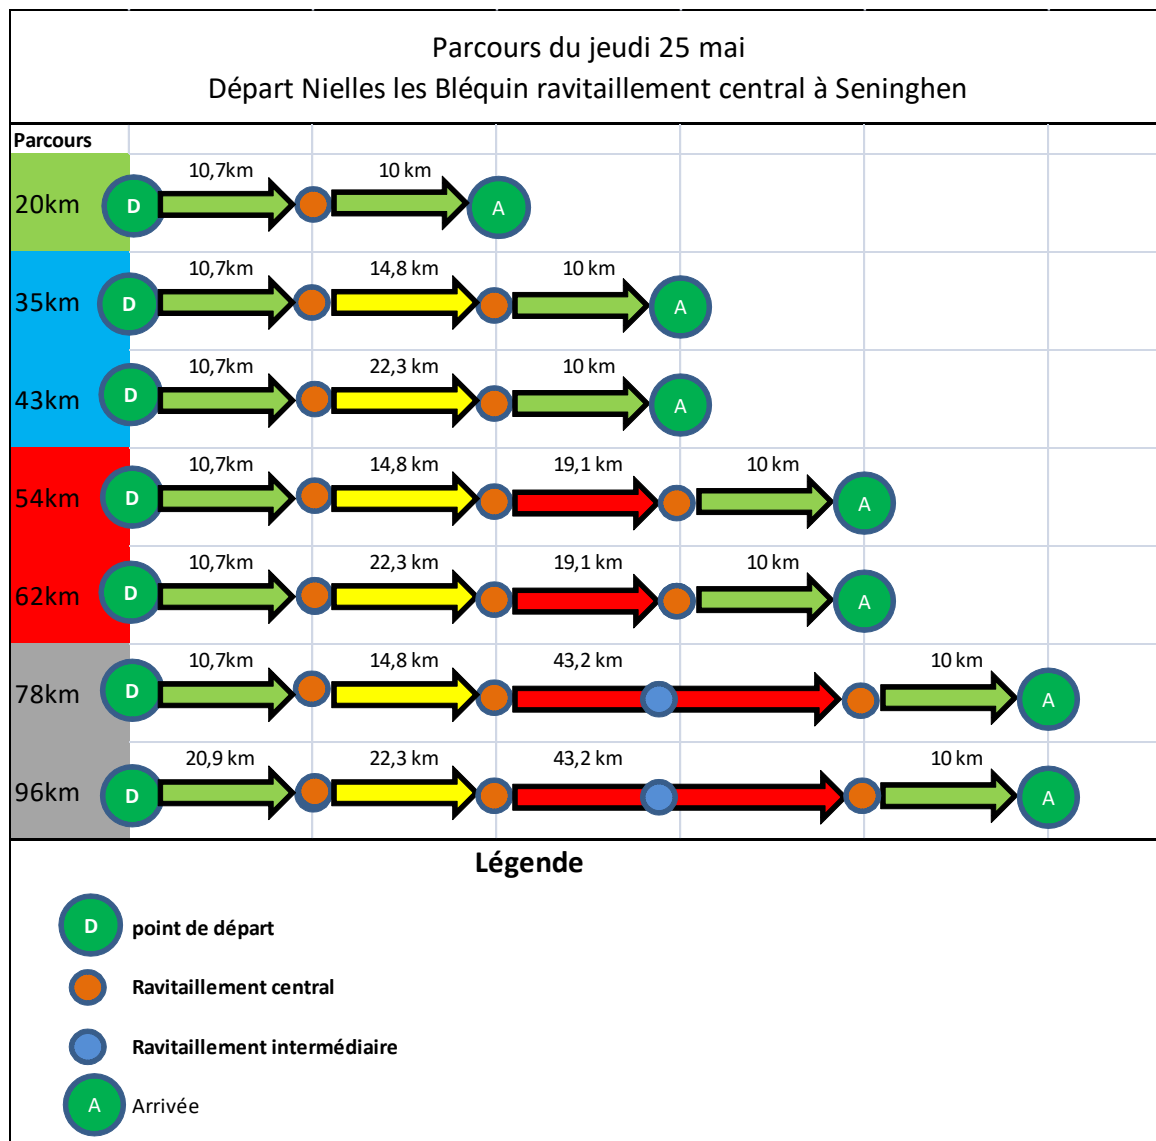 Parcours du jeudi 25 mai
Départ Nielles les Bléquin ravitaillement central à Seninghen
Parcours
10,7km 10 km
20km D A
10,7km 14,8 km 10 km
35km D A
10,7km 22,3 km 10 km
43km D A
10,7km 14,8 km 19,1 km 10 km
54km D A
10,7km 22,3 km 19,1 km 10 km
62km D A
10,7km 14,8 km 43,2 km 10 km
78km D A
20,9 km 22,3 km 43,2 km 10 km
96km D A
Légende
D point de départ
Ravitaillement central
Ravitaillement intermédiaire
A Arrivée